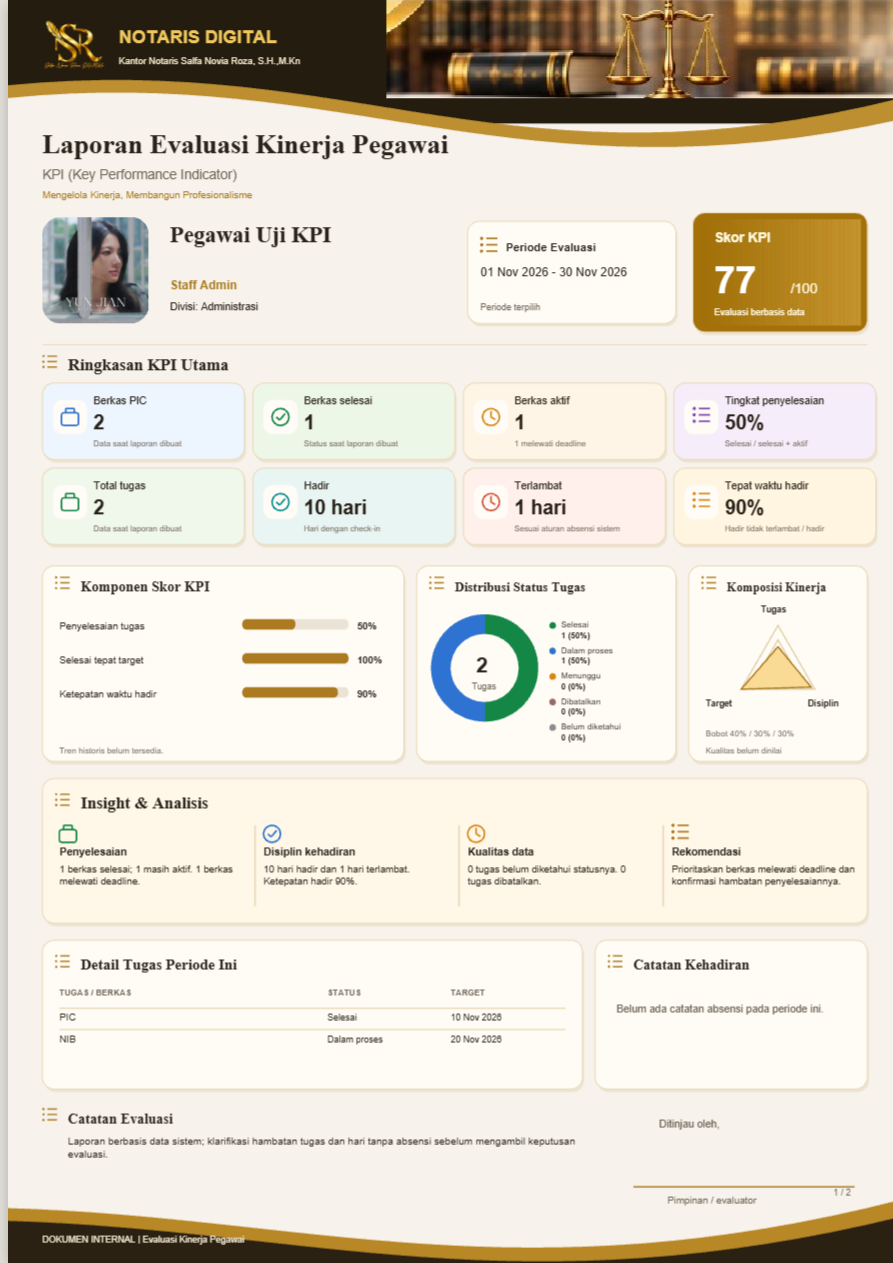 SR
NOTARIS DIGITAL
Kantor Notaris Salfa Novia Roza, S.H.,M.Kn
Laporan Evaluasi Kinerja Pegawai
KPI (Key Performance Indicator)
Mengelola Kinerja, Membangun Profesionalisme
YUN JIAN
Pegawai Uji KPI
Staff Admin
Divisi: Administrasi
Periode Evaluasi
01 Nov 2026 - 30 Nov 2026
Periode terpilih
Skor KPI
77 /100
Evaluasi berbasis data
Ringkasan KPI Utama
Berkas PIC
2
Data saat laporan dibuat
Berkas selesai
1
Status saat laporan dibuat
Berkas aktif
1
1 melewati deadline
Tingkat penyelesaian
50%
Selesai / selesai + aktif
Total tugas
2
Data saat laporan dibuat
Hadir
10 hari
Hari dengan check-in
Terlambat
1 hari
Sesuai aturan absensi sistem
Tepat waktu hadir
90%
Hadir tidak terlambat / hadir
Komponen Skor KPI
Penyelesaian tugas 50%
Selesai tepat target 100%
Ketepatan waktu hadir 90%
Tren historis belum tersedia.
Distribusi Status Tugas
2
Tugas
Selesai
1 (50%)
Dalam proses
1 (50%)
Menunggu
0 (0%)
Dibatalkan
0 (0%)
Belum diketahui
0 (0%)
Komposisi Kinerja
Tugas
Target
Disiplin
Bobot 40% / 30% / 30%
Kualitas belum dinilai
Insight & Analisis
Penyelesaian
1 berkas selesai; 1 masih aktif. 1 berkas
melewati deadline.
Disiplin kehadiran
10 hari hadir dan 1 hari terlambat.
Ketepatan hadir 90%.
Kualitas data
0 tugas belum diketahui statusnya. 0
tugas dibatalkan.
Rekomendasi
Prioritaskan berkas melewati deadline dan
konfirmasi hambatan penyelesaiannya.
Detail Tugas Periode Ini
TUGAS / BERKAS STATUS TARGET
PIC Selesai 10 Nov 2026
NIB Dalam proses 20 Nov 2026
Catatan Kehadiran
Belum ada catatan absensi pada periode ini.
Catatan Evaluasi
Laporan berbasis data sistem; klarifikasi hambatan tugas dan hari tanpa absensi sebelum mengambil keputusan
evaluasi.
Ditinjau oleh,
Pimpinan / evaluator
1 / 2
DOKUMEN INTERNAL | Evaluasi Kinerja Pegawai